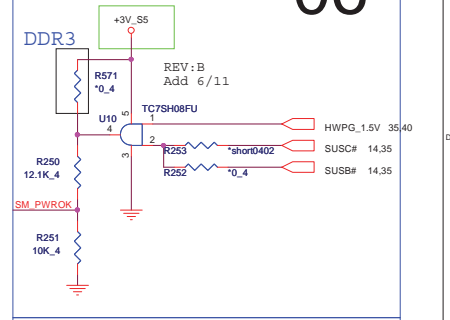 +3V_S5
DDR3
R571
*0_4
REV:B
Add 6/11
U10
TC7SH08FU
5
1
4
2
3
HWPG_1.5V 35,40
R253
*short0402
SUSC# 14,35
R252
*0_4
SUSB# 14,35
R250
12.1K_4
SM_PWROK
R251
10K_4
D